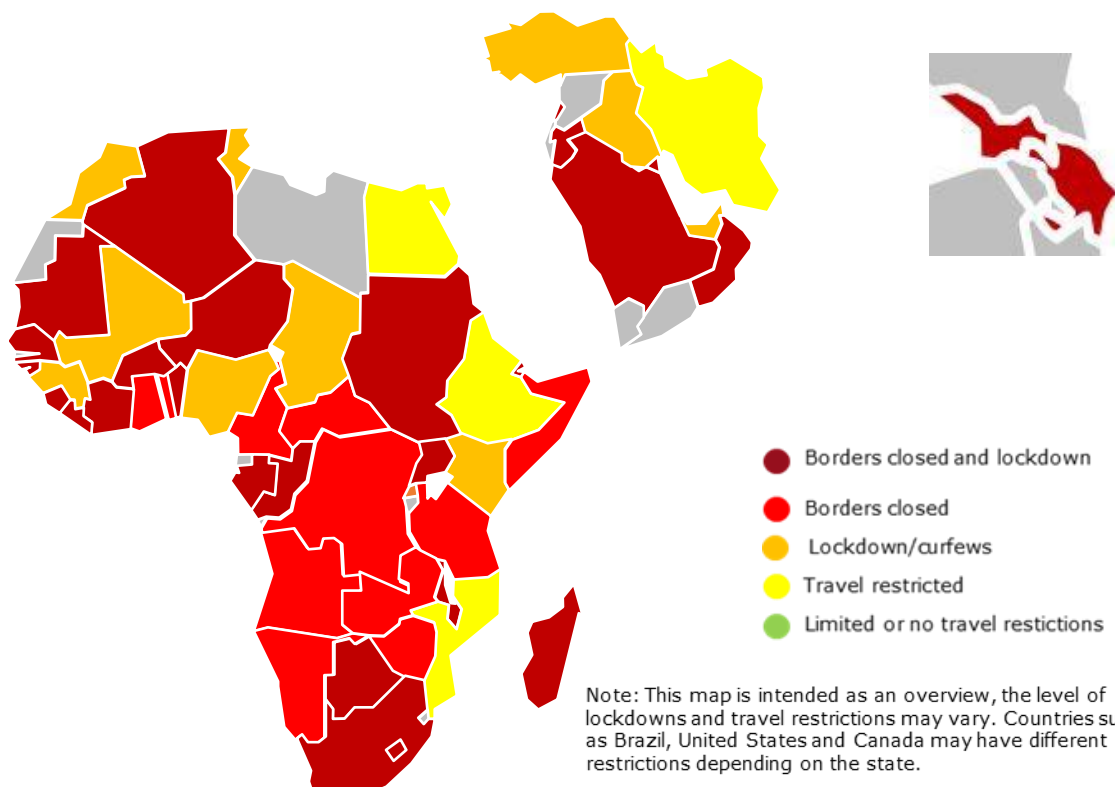 Borders closed and lockdown
Borders closed
Lockdown/curfews
Travel restricted
Limited or no travel restictions
Note: This map is intended as an overview, the level of
lockdowns and travel restrictions may vary. Countries su
as Brazil, United States and Canada may have different
restrictions depending on the state.